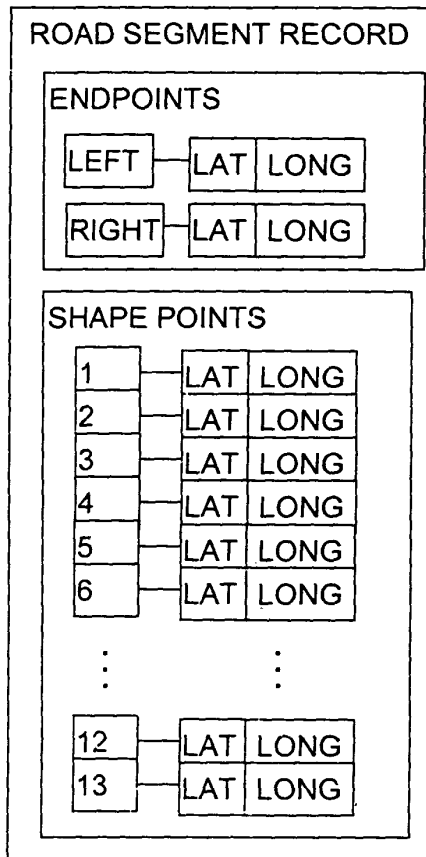 ROAD SEGMENT RECORD
ENDPOINTS
LEFT LAT LONG
RIGHT LAT LONG
SHAPE POINTS
1 LAT LONG
2 LAT LONG
3 LAT LONG
4 LAT LONG
5 LAT LONG
6 LAT LONG
12 LAT LONG
13 LAT LONG